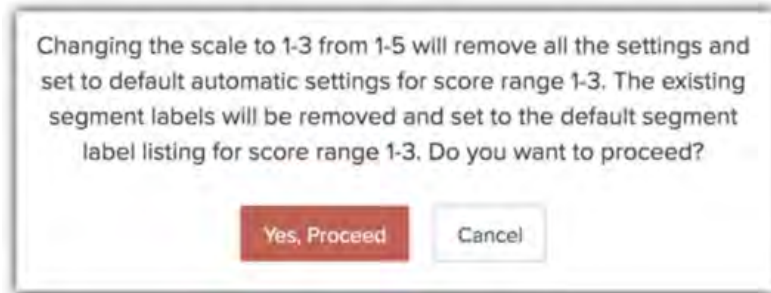 Changing the scale to 1-3 from 1-5 will remove all the settings and
set to default automatic settings for score range 1-3. The existing
segment labels will be removed and set to the default segment
label listing for score range 1-3. Do you want to proceed?
Yes, Proceed
Cancel